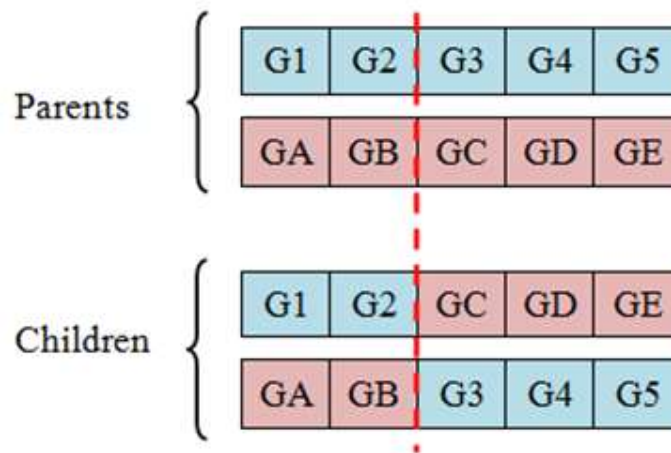 G1 G2 G3 G4 G5
Parents
GA GB GC GD GE
G1 G2 GC GD GE
Children
GA GB G3 G4 G5